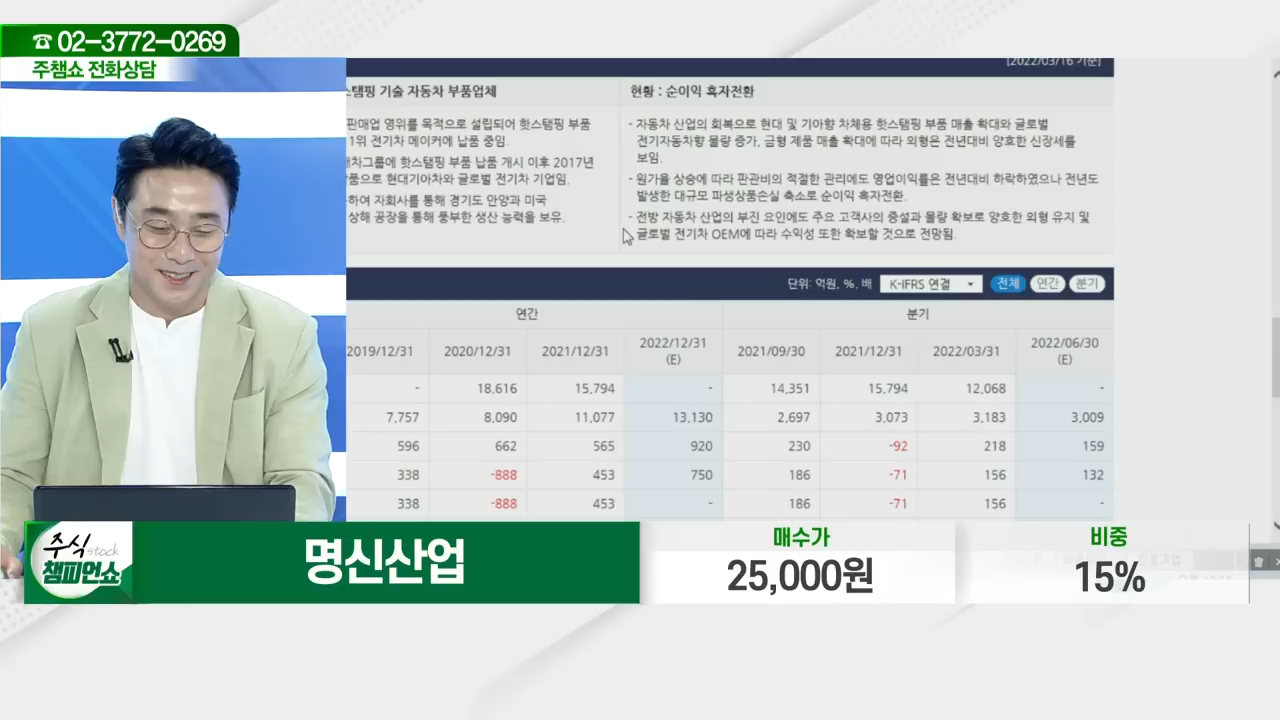 ☎ 02-3772-0269
주챔쇼 전화상담
[2022/03/16 기준]
스탬핑 기술 자동차 부품업체
현황 : 순이익 흑자전환
판매업 영위를 목적으로 설립되어 핫스탬핑 부품
1위 전기차 메이커에 납품 중임.
차그룹에 핫스탬핑 부품 납품 개시 이후 2017년
품으로 현대기아차와 글로벌 전기차 기업임.
하여 자회사를 통해 경기도 안양과 미국
상해 공장을 통해 풍부한 생산 능력을 보유.
- 자동차 산업의 회복으로 현대 및 기아향 차체용 핫스탬핑 부품 매출 확대와 글로벌
전기자동차향 물량 증가, 금형 제품 매출 확대에 따라 외형은 전년대비 양호한 신장세를
보임.
- 원가율 상승에 따라 판관비의 적절한 관리에도 영업이익률은 전년대비 하락하였으나 전년도
발생한 대규모 파생상품손실 축소로 순이익 흑자전환.
- 전방 자동차 산업의 부진 요인에도 주요 고객사의 증설과 물량 확보로 양호한 외형 유지 및
글로벌 전기차 OEM에 따라 수익성 또한 확보할 것으로 전망됨.
단위: 억원, %, 배 K-IFRS 연결 전체 연간 분기
연간 분기
2019/12/31 2020/12/31 2021/12/31 2022/12/31 (E) 2021/09/30 2021/12/31 2022/03/31 2022/06/30 (E)
- 18,616 15,794 - 14,351 15,794 12,068 -
7,757 8,090 11,077 13,130 2,697 3,073 3,183 3,009
596 662 565 920 230 -92 218 159
338 -888 453 750 186 -71 156 132
338 -888 453 - 186 -71 156 -
주식 stock
챔피언쇼
명신산업
매수가
25,000원
비중
15%